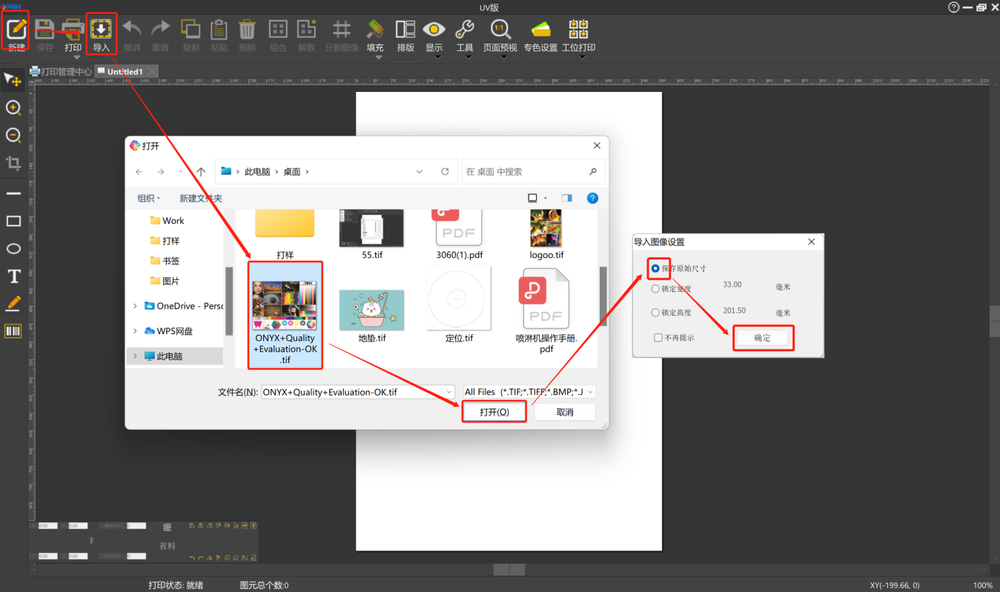 RIIN
UV版
新建
保存
打印
导入
撤消
重做
复制
粘贴
删除
组合
解散
分割图像
填充
排版
显示
工具
1:1
页面预视
专色设置
工位打印
打印管理中心
Untitled1
打开
此电脑
桌面
在 桌面 中搜索
组织
新建文件夹
Work
打样
书签
图片
OneDrive - Perso
WPS网盘
此电脑
打样
55.tif
PDF
3060(1).pdf
logoo.tif
ONYX+Quality
+Evaluation-OK
.tif
地垫.tif
定位.tif
PDF
喷淋机操作手册.
pdf
文件名(N):
ONYX+Quality+Evaluation-OK.tif
All Files (*.TIF;*.TIFF;*.BMP;*.J
打开(O)
取消
导入图像设置
保存原始尺寸
锁定宽度
33.00
毫米
锁定高度
201.50
毫米
不再提示
确定
0.00
0.00
0
省料
0.00
0.00
0
打印状态: 就绪
图元总个数:0
XY(-199.66, 0)
100%